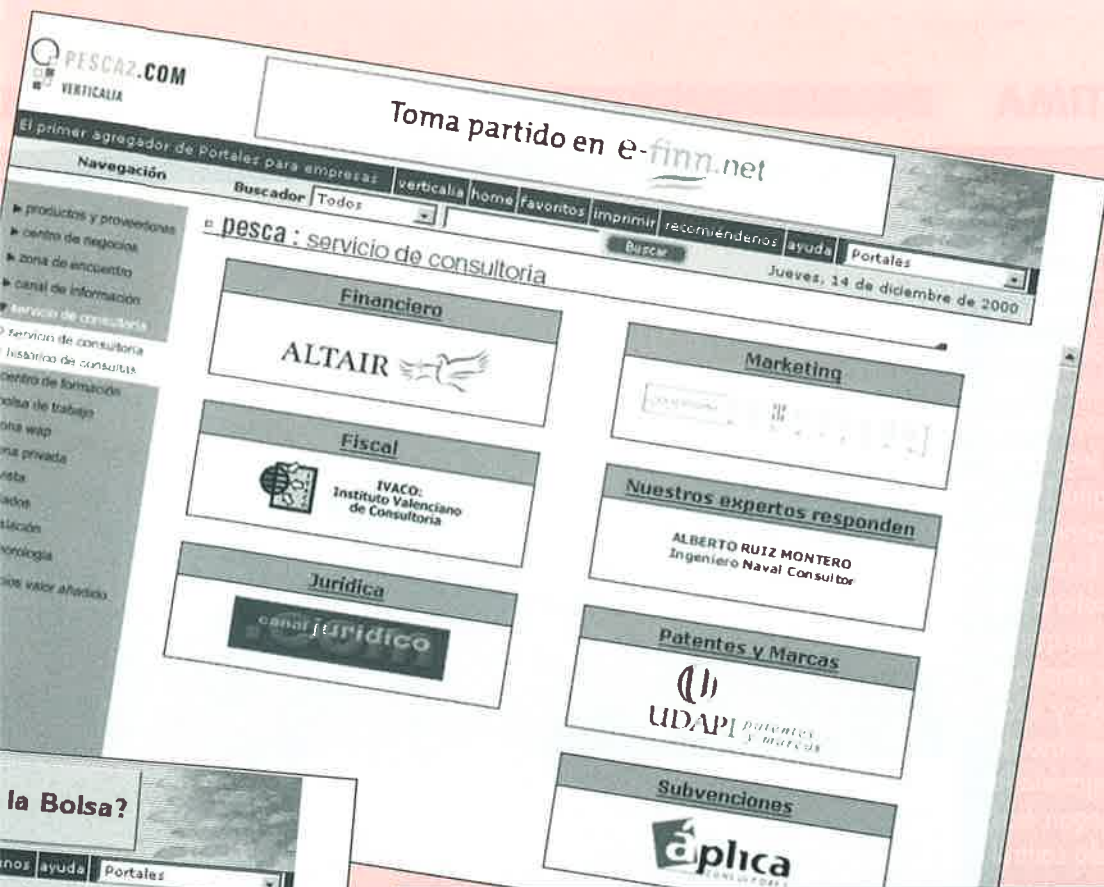 PESCA2.COM
VERTICALIA
Toma partido en e-finn.net
El primer agregador de Portales para empresas verticalia home favoritos imprimir recomiéndenos ayuda Portales
Navegación
Buscador Todos Buscar
Jueves, 14 de diciembre de 2000
productos y proveedores
centro de negocios
zona de encuentro
canal de información
servicio de consultoria
servicio de consultoria
histórico de consultas
centro de formación
bolsa de trabajo
zona wap
zona privada
valor añadido
pesca : servicio de consultoria
Financiero
ALTAIR
Fiscal
IVACO:
Instituto Valenciano
de Consultoria
Jurídica
canal jurídico
Marketing
Nuestros expertos responden
ALBERTO RUIZ MONTERO
Ingeniero Naval Consultor
Patentes y Marcas
UDAPI patentes
y marcas
Subvenciones
áplica
CONSULTORES
la Bolsa?
ayuda Portales